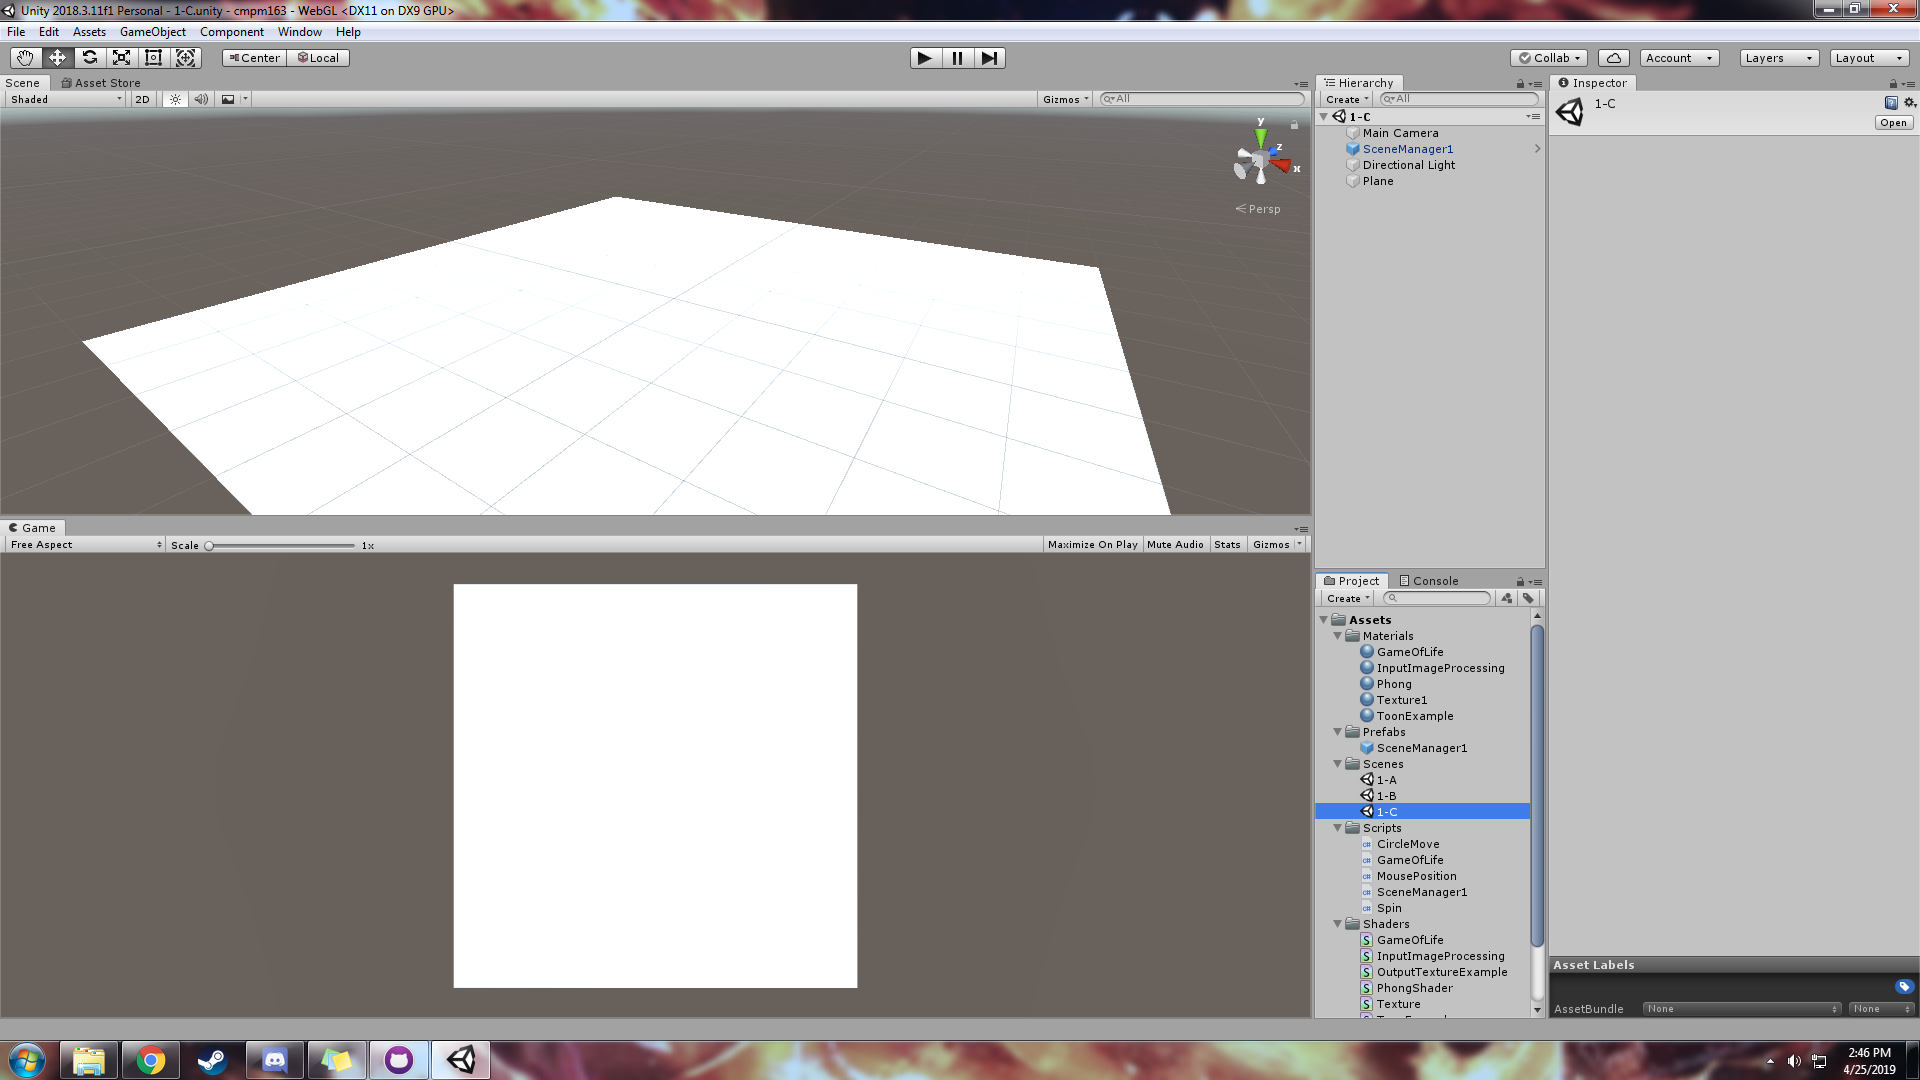 Unity 2018.3.11f1 Personal - 1-C.unity - cmpm163 - WebGL <DX11 on DX9 GPU>
File Edit Assets GameObject Component Window Help
Center Local Collab Account Layers Layout
Scene Asset Store
Shaded 2D Gizmos All
y
z
x
Persp
Game
Free Aspect Scale 1x Maximize On Play Mute Audio Stats Gizmos
Hierarchy
Create All
1-C
Main Camera
SceneManager1
Directional Light
Plane
Project Console
Create
Assets
Materials
GameOfLife
InputImageProcessing
Phong
Texture1
ToonExample
Prefabs
SceneManager1
Scenes
1-A
1-B
1-C
Scripts
CircleMove
GameOfLife
MousePosition
SceneManager1
Spin
Shaders
GameOfLife
InputImageProcessing
OutputTextureExample
PhongShader
Texture
Inspector
1-C
Open
Asset Labels
AssetBundle None None
2:46 PM
4/25/2019